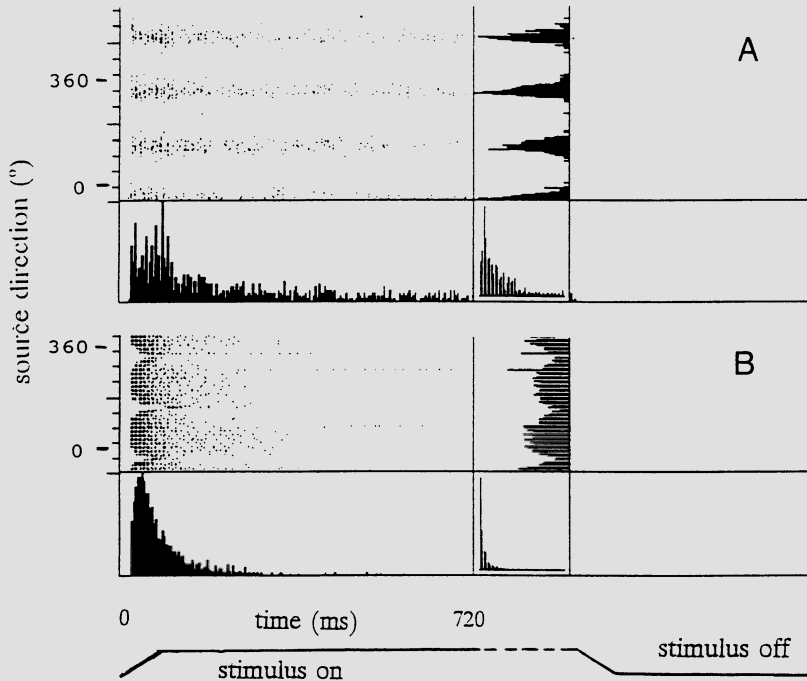 A
360
0
source direction (°)
360
B
0
0
time (ms)
720
stimulus off
stimulus on